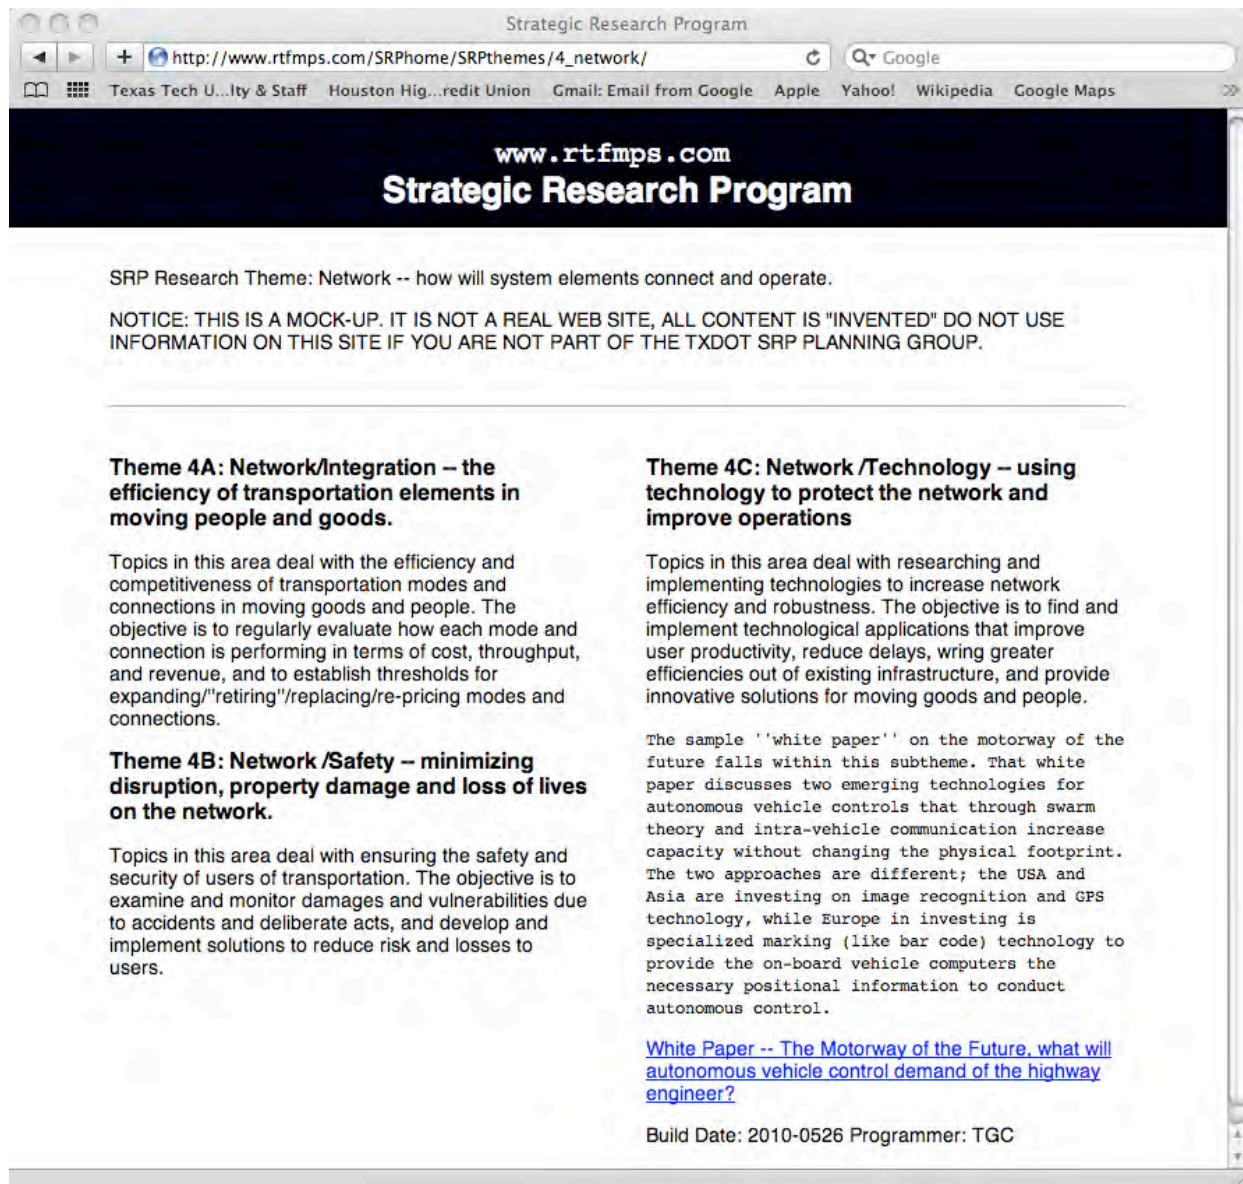 Strategic Research Program
http://www.rtfmps.com/SRPhome/SRPthemes/4_network/
Google
Texas Tech U...lty & Staff Houston Hig...redit Union Gmail: Email from Google Apple Yahoo! Wikipedia Google Maps
www.rtfmps.com
Strategic Research Program
SRP Research Theme: Network -- how will system elements connect and operate.
NOTICE: THIS IS A MOCK-UP. IT IS NOT A REAL WEB SITE, ALL CONTENT IS "INVENTED" DO NOT USE
INFORMATION ON THIS SITE IF YOU ARE NOT PART OF THE TXDOT SRP PLANNING GROUP.
Theme 4A: Network/Integration -- the
efficiency of transportation elements in
moving people and goods.
Topics in this area deal with the efficiency and
competitiveness of transportation modes and
connections in moving goods and people. The
objective is to regularly evaluate how each mode and
connection is performing in terms of cost, throughput,
and revenue, and to establish thresholds for
expanding/"retiring"/replacing/re-pricing modes and
connections.
Theme 4B: Network /Safety -- minimizing
disruption, property damage and loss of lives
on the network.
Topics in this area deal with ensuring the safety and
security of users of transportation. The objective is to
examine and monitor damages and vulnerabilities due
to accidents and deliberate acts, and develop and
implement solutions to reduce risk and losses to
users.
Theme 4C: Network /Technology -- using
technology to protect the network and
improve operations
Topics in this area deal with researching and
implementing technologies to increase network
efficiency and robustness. The objective is to find and
implement technological applications that improve
user productivity, reduce delays, wring greater
efficiencies out of existing infrastructure, and provide
innovative solutions for moving goods and people.
The sample ''white paper'' on the motorway of the
future falls within this subtheme. That white
paper discusses two emerging technologies for
autonomous vehicle controls that through swarm
theory and intra-vehicle communication increase
capacity without changing the physical footprint.
The two approaches are different; the USA and
Asia are investing on image recognition and GPS
technology, while Europe in investing is
specialized marking (like bar code) technology to
provide the on-board vehicle computers the
necessary positional information to conduct
autonomous control.
White Paper -- The Motorway of the Future, what will
autonomous vehicle control demand of the highway
engineer?
Build Date: 2010-0526 Programmer: TGC